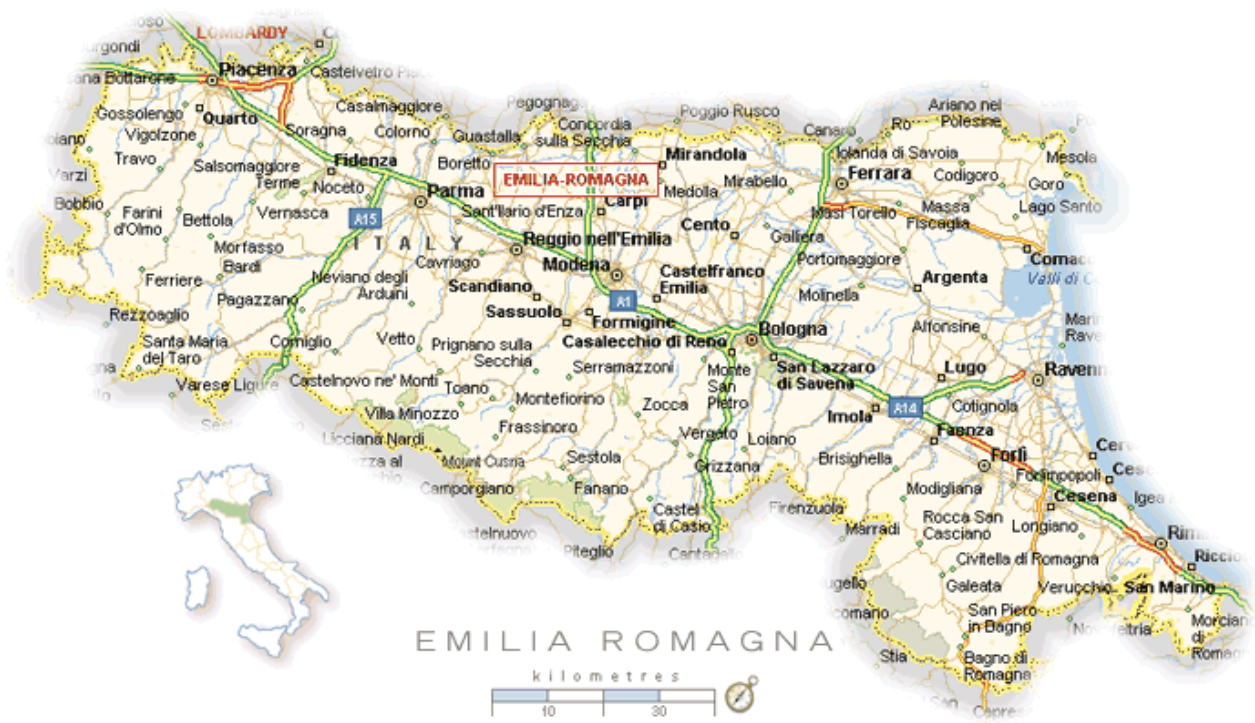 LOMBARDY
Piacenza
Castelvetro
Gossolengo
Quarto
Vigolzone
Travo
Soragna
Casalmaggiore
Colorno
Guastalla
Concordia
sulla Secchia
Poggio Rusco
Canaro
Ro
Ariano nel
Polesine
Mesola
Iolanda di Savoia
Ferrara
Codigoro
Goro
Lago Santo
Massa
Fiscaglia
Masi Torello
Mirandola
Medolla
Mirabello
Boretto
EMILIA-ROMAGNA
Salsomaggiore
Terme
Fidenza
Noceto
Parma
Varzi
Bobbio
Farini
d'Olmo
Bettola
Vernasca
A15
Sant'Ilario d'Enza
Carpi
Cento
Galliera
Portomaggiore
ITALY
Reggio nell'Emilia
Morfasso
Bardi
Cavriago
Modena
Castelfranco
Emilia
Argenta
Valli di
Ferriere
Neviano degli
Arduini
Scandiano
A1
Molinella
Pagazzano
Rezzoaglio
Sassuolo
Formigine
Bologna
Alfonsine
Santa Maria
del Taro
Corniglio
Vetto
Prignano sulla
Secchia
Casalecchio di Reno
Varese Ligure
Castelnovo ne' Monti
Toano
Serramazzoni
Monte
San
Pietro
San Lazzaro
di Savena
Lugo
Montefiorino
Zocca
Villa Minozzo
Frassinoro
Imola
A14
Cotignola
Faenza
Licciana Nardi
Mount Cusna
Sestola
Vergato
Loiano
Brisighella
Forlì
Forlimpopoli
Camporgiano
Fanano
Grizzana
Modigliana
Cesena
Igea
Castel
di Casio
Firenzuola
Marradi
Rocca San
Casciano
Longiano
Piteglio
Cantagallo
Civitella di Romagna
Galeata
Verucchio
San Marino
San Piero
in Bagno
Stia
Bagno di
Romagna
Morciano
di
EMILIA ROMAGNA
kilometres
10 30